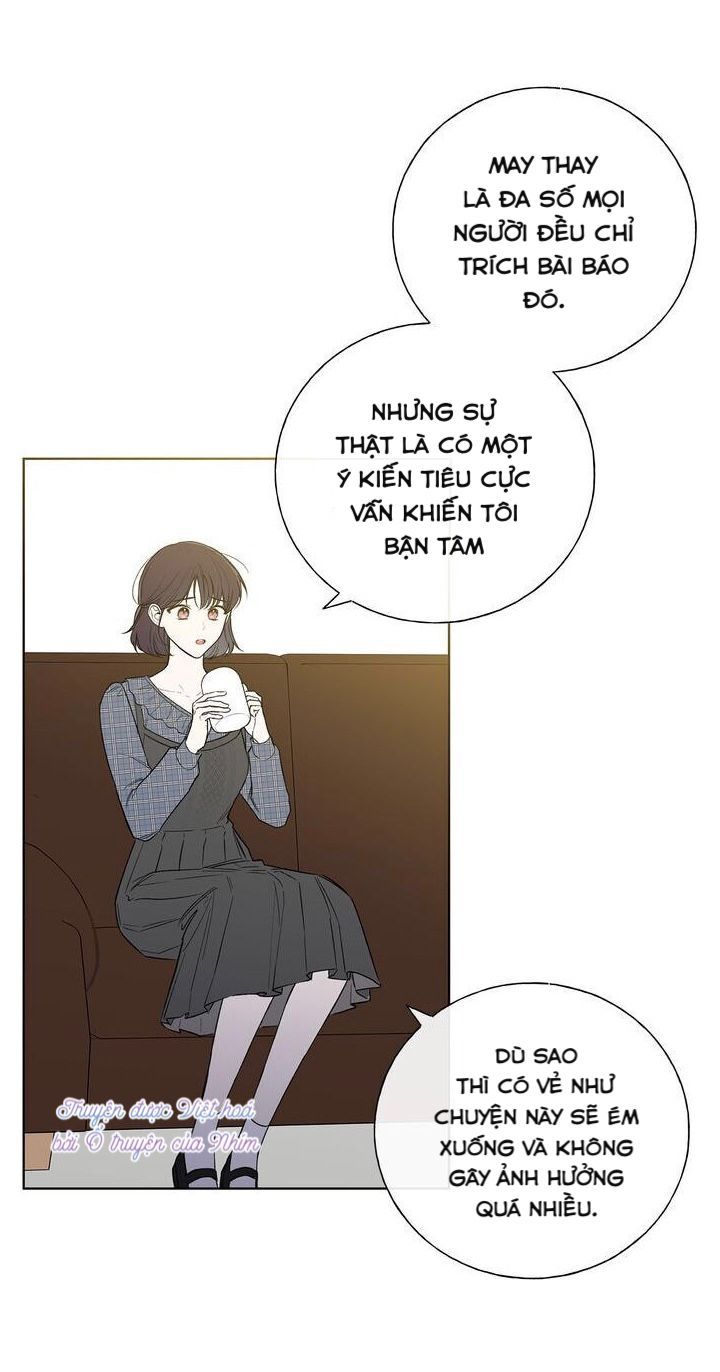 MAY THAY
LÀ ĐA SỐ MỌI
NGƯỜI ĐỀU CHỈ
TRÍCH BÀI BÁO
ĐÓ.
NHƯNG SỰ
THẬT LÀ CÓ MỘT
Ý KIẾN TIÊU CỰC
VẪN KHIẾN TÔI
BẬN TÂM
DÙ SAO
THÌ CÓ VẺ NHƯ
CHUYỆN NÀY SẼ ÉM
XUỐNG VÀ KHÔNG
GÂY ẢNH HƯỞNG
QUÁ NHIỀU.
Truyện được Việt hoá
bởi Ổ truyện của Nhím